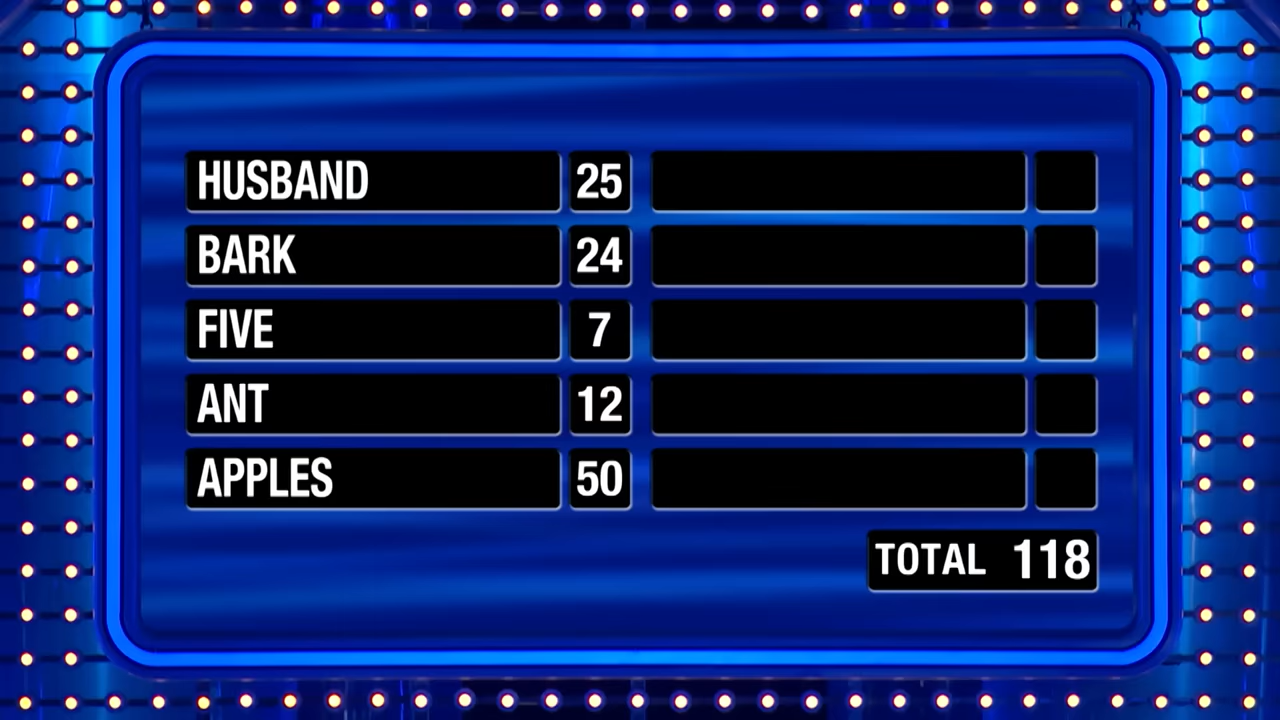 HUSBAND 25
BARK 24
FIVE 7
ANT 12
APPLES 50
TOTAL 118